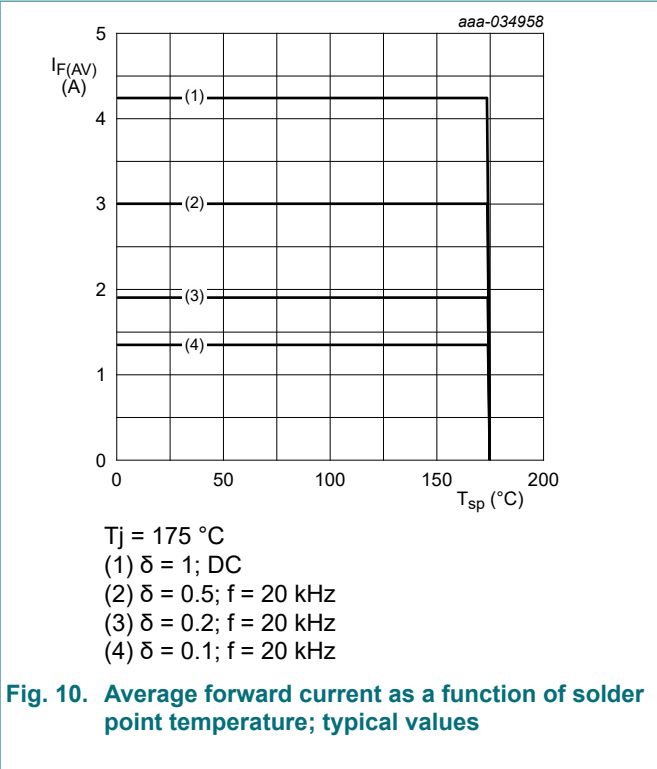 aaa-034958
5
I_F(AV)
(A)
(1)
4
3
(2)
2
(3)
(4)
1
0
0 50 100 150 200
T_sp (°C)
Tj = 175 °C
(1) δ = 1; DC
(2) δ = 0.5; f = 20 kHz
(3) δ = 0.2; f = 20 kHz
(4) δ = 0.1; f = 20 kHz
Fig. 10. Average forward current as a function of solder
point temperature; typical values